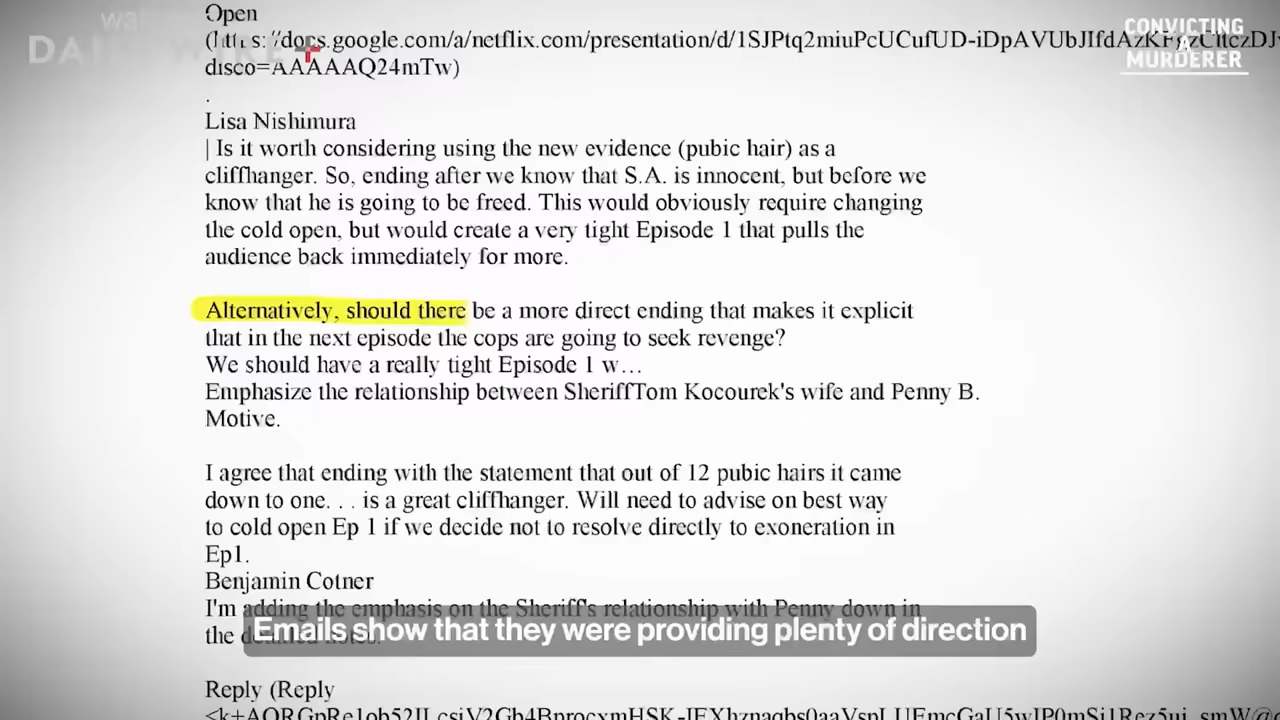 Open
disco=AAAAAQ24mTw)
.
CONVICTING
A
MURDERER
Lisa Nishimura
| Is it worth considering using the new evidence (pubic hair) as a
cliffhanger. So, ending after we know that S.A. is innocent, but before we
know that he is going to be freed. This would obviously require changing
the cold open, but would create a very tight Episode 1 that pulls the
audience back immediately for more.
Alternatively, should there be a more direct ending that makes it explicit
that in the next episode the cops are going to seek revenge?
We should have a really tight Episode 1 w…
Emphasize the relationship between Sheriff Tom Kocourek's wife and Penny B.
Motive.
I agree that ending with the statement that out of 12 pubic hairs it came
down to one. . . is a great cliffhanger. Will need to advise on best way
to cold open Ep 1 if we decide not to resolve directly to exoneration in
Ep1.
Benjamin Cotner
I'm adding the emphasis on the Sheriff's relationship with Penny down in
the detailed notes.
Emails show that they were providing plenty of direction
Reply (Reply